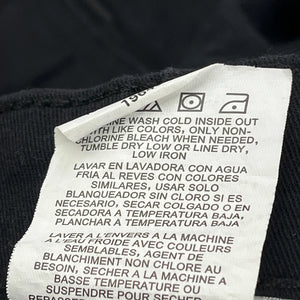 WASH COLD INSIDE OUT
WITH LIKE COLORS, ONLY NON-
CHLORINE BLEACH WHEN NEEDED,
TUMBLE DRY LOW OR LINE DRY,
LOW IRON
LAVAR EN LAVADORA CON AGUA
FRIA AL REVES CON COLORES
SIMILARES, USAR SOLO
BLANQUEADOR SIN CLORO SI ES
NECESARIO, SECAR COLGADO O EN
SECADORA A TEMPERATURA BAJA,
PLANCHAR A TEMPERATURA BAJA
LAVER A L'ENVERS A LA MACHINE
A L'EAU FROIDE AVEC COULEURS
SEMBLABLES, AGENT DE
BLANCHIMENT NON CHLORE AU
BESOIN, SECHER A LA MACHINE A
BASSE TEMPERATURE OU
SUSPENDRE POUR SECHER